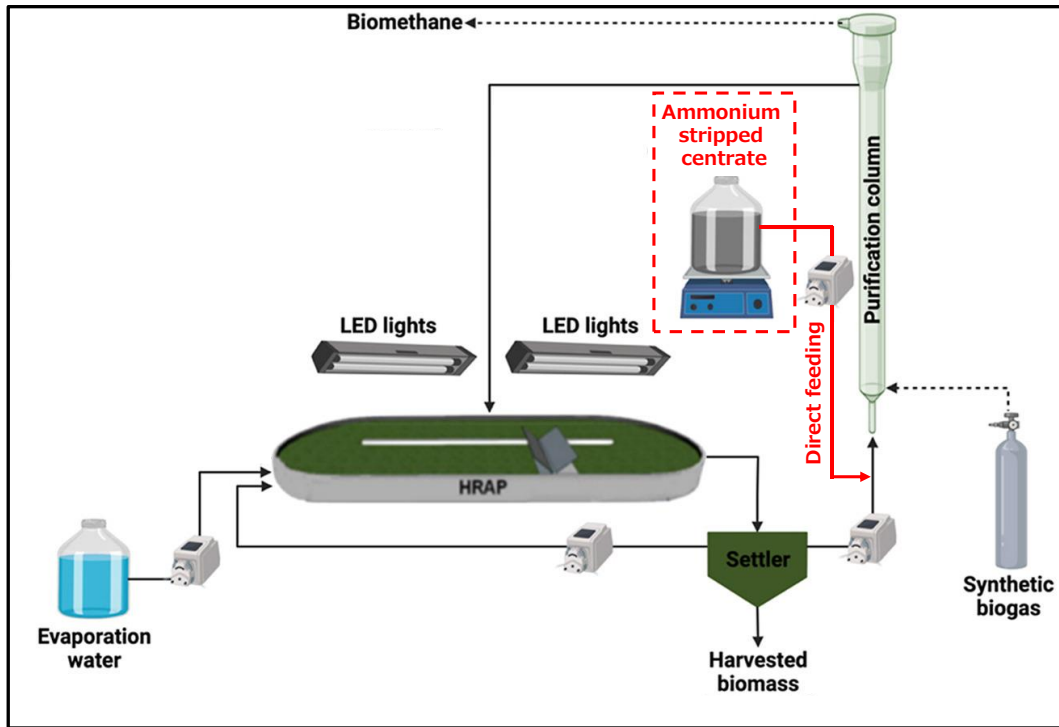 Biomethane
Ammonium
stripped
centrate
Purification column
LED lights
LED lights
Direct feeding
HRAP
Settler
Evaporation
water
Harvested
biomass
Synthetic
biogas